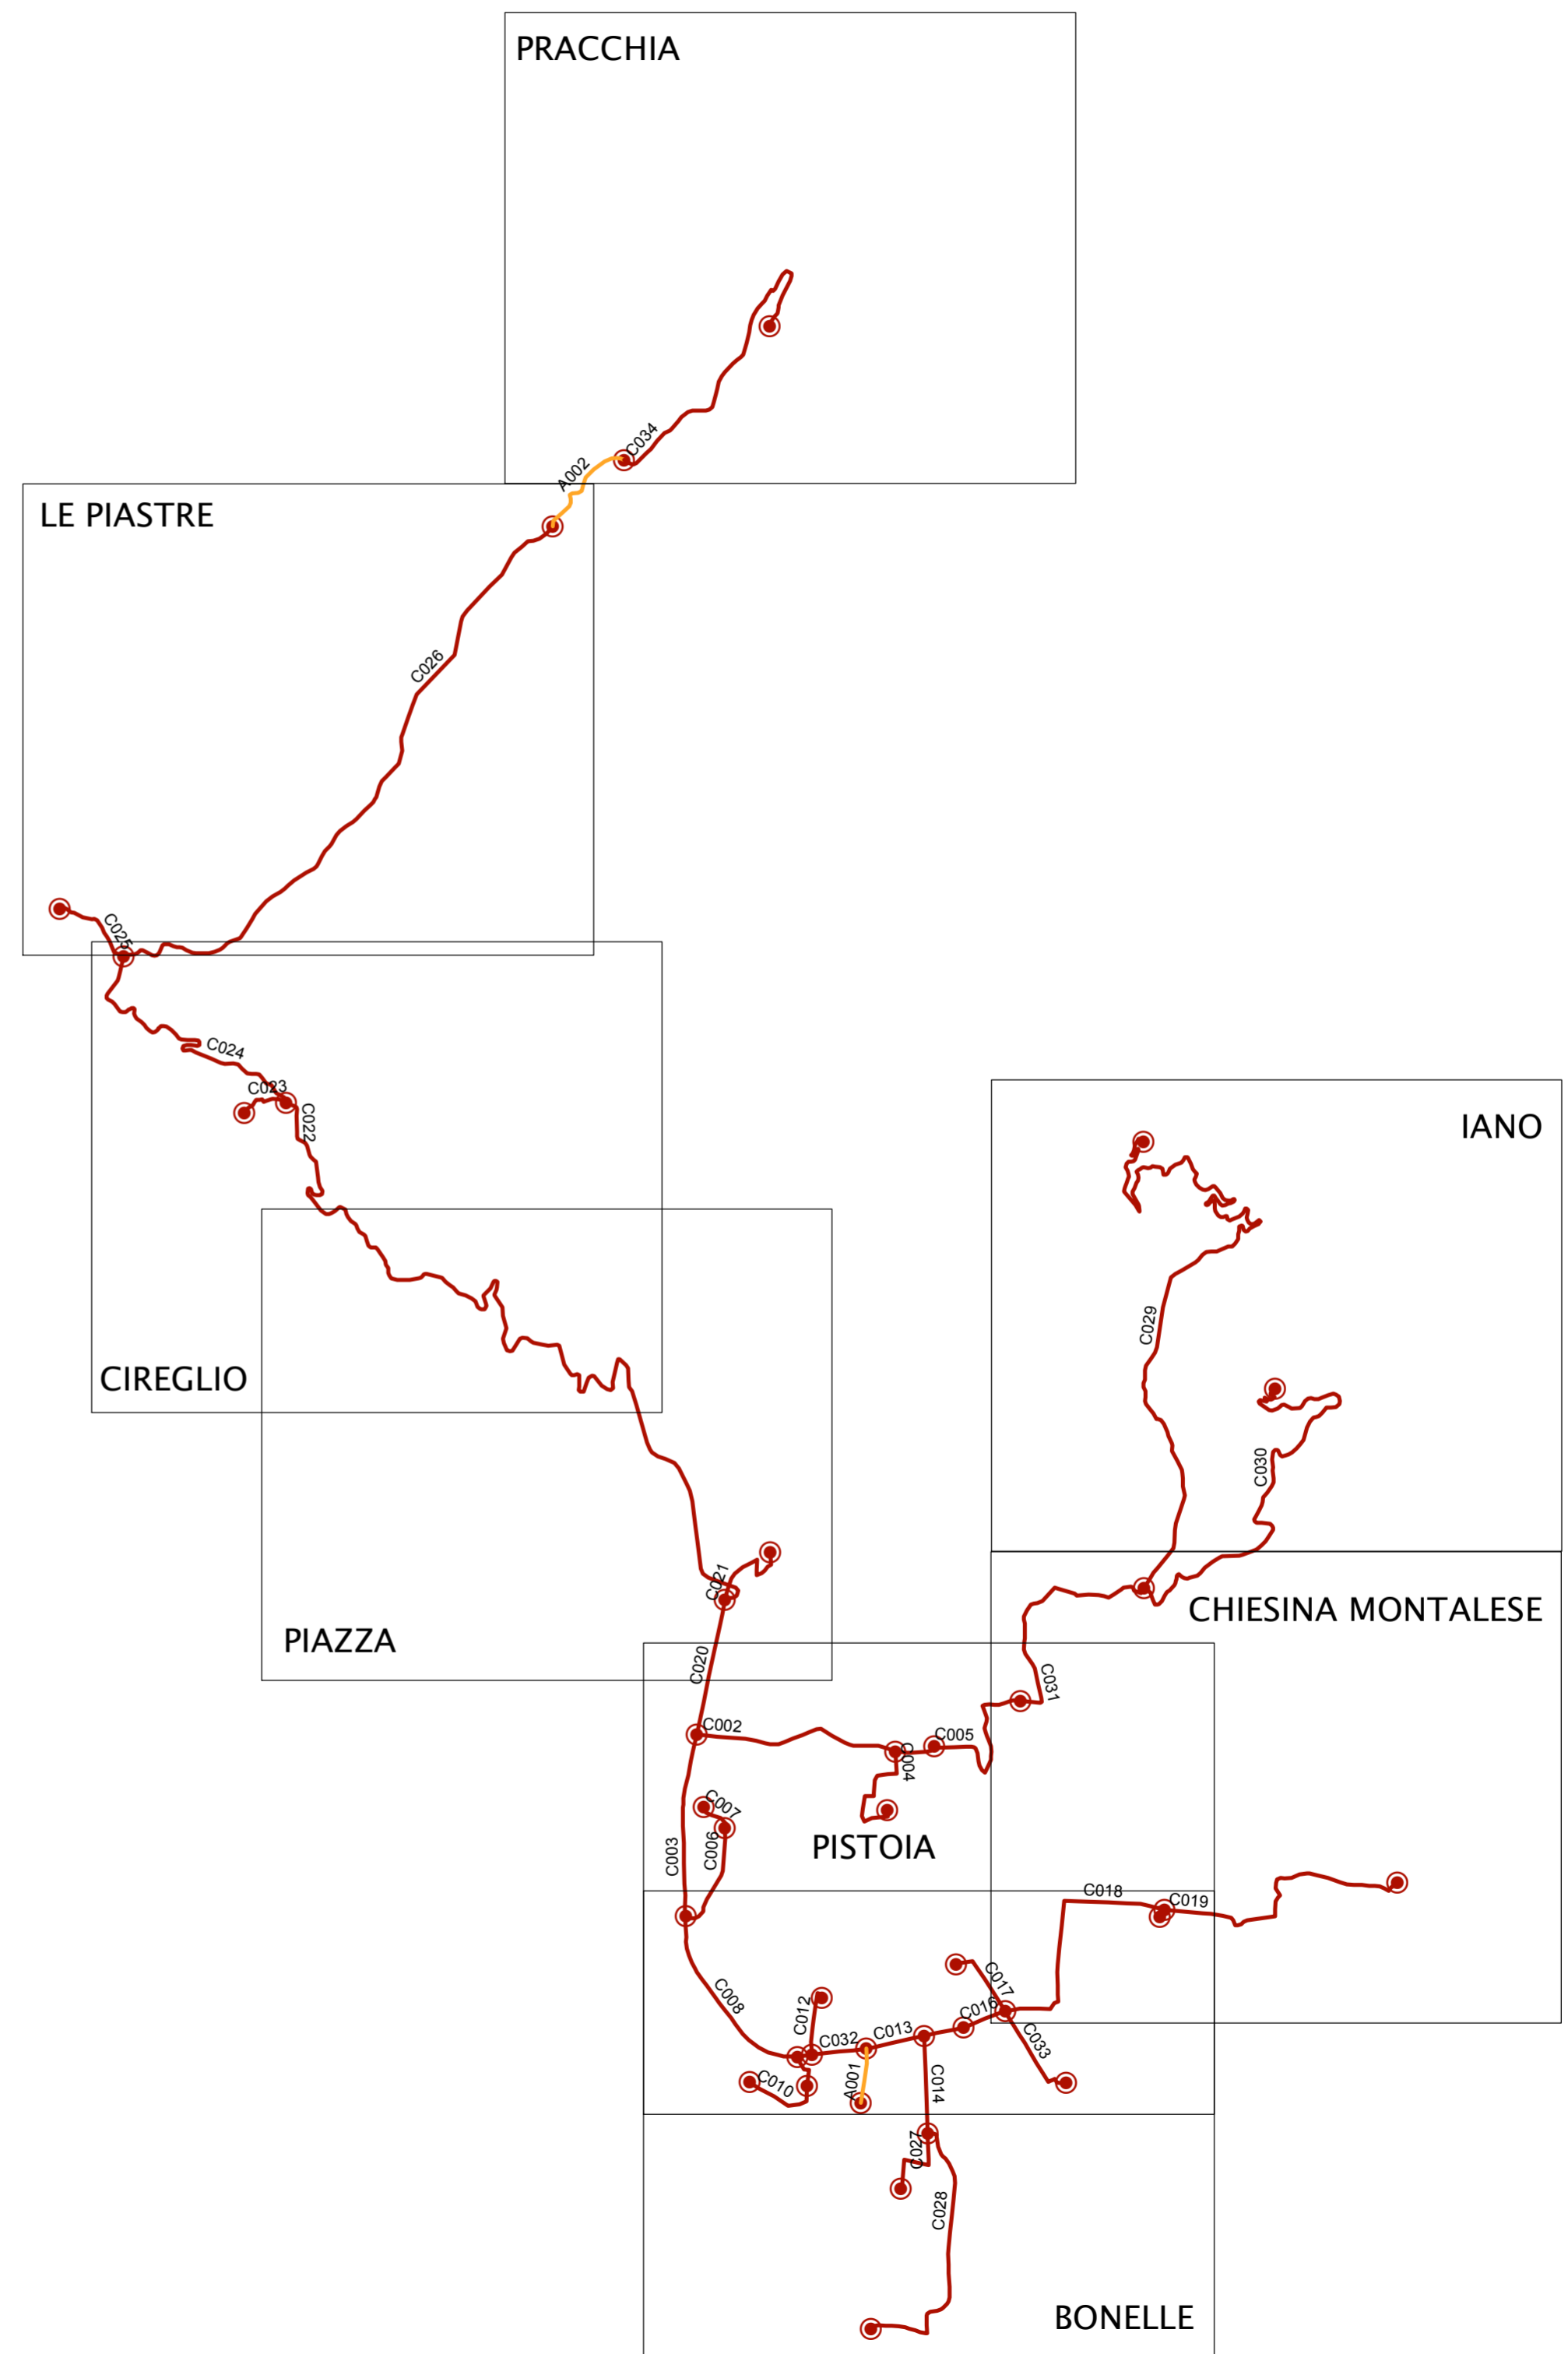 PRACCHIA
C034
A002
LE PIASTRE
C026
C025
C024
C023
C022
IANO
C029
CIREGLIO
C030
C021
CHIESINA MONTALESE
PIAZZA
C020
C031
C002
C005
C004
C007
C006
C003
PISTOIA
C018
C019
C017
C008
C012
C016
C032
C013
C033
C010
A001
C014
C027
C028
BONELLE